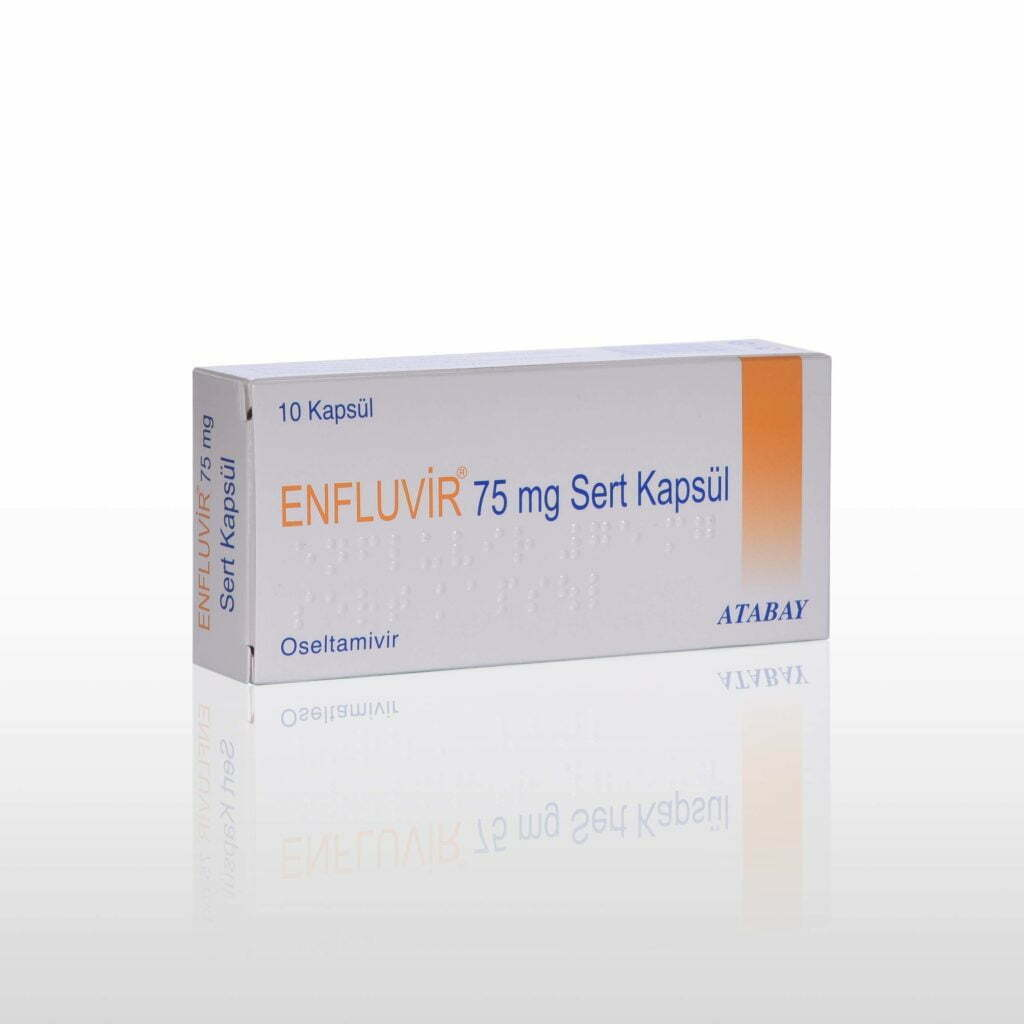 10 Kapsül
ENFLUVİR® 75 mg Sert Kapsül
Oseltamivir
ATABAY
ENFLUVİR® 75 mg
Sert Kapsül